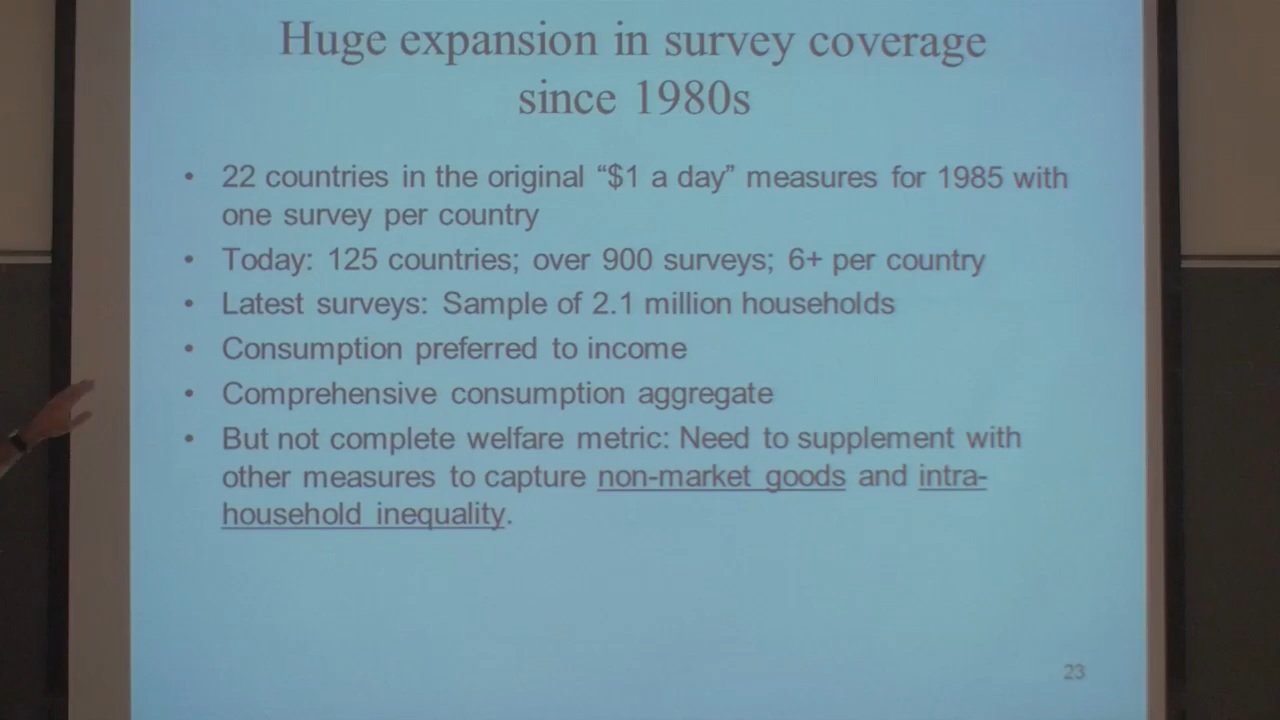 Huge expansion in survey coverage
since 1980s
• 22 countries in the original “$1 a day” measures for 1985 with
one survey per country
• Today: 125 countries; over 900 surveys; 6+ per country
• Latest surveys: Sample of 2.1 million households
• Consumption preferred to income
• Comprehensive consumption aggregate
• But not complete welfare metric: Need to supplement with
other measures to capture non-market goods and intra-
household inequality.
23